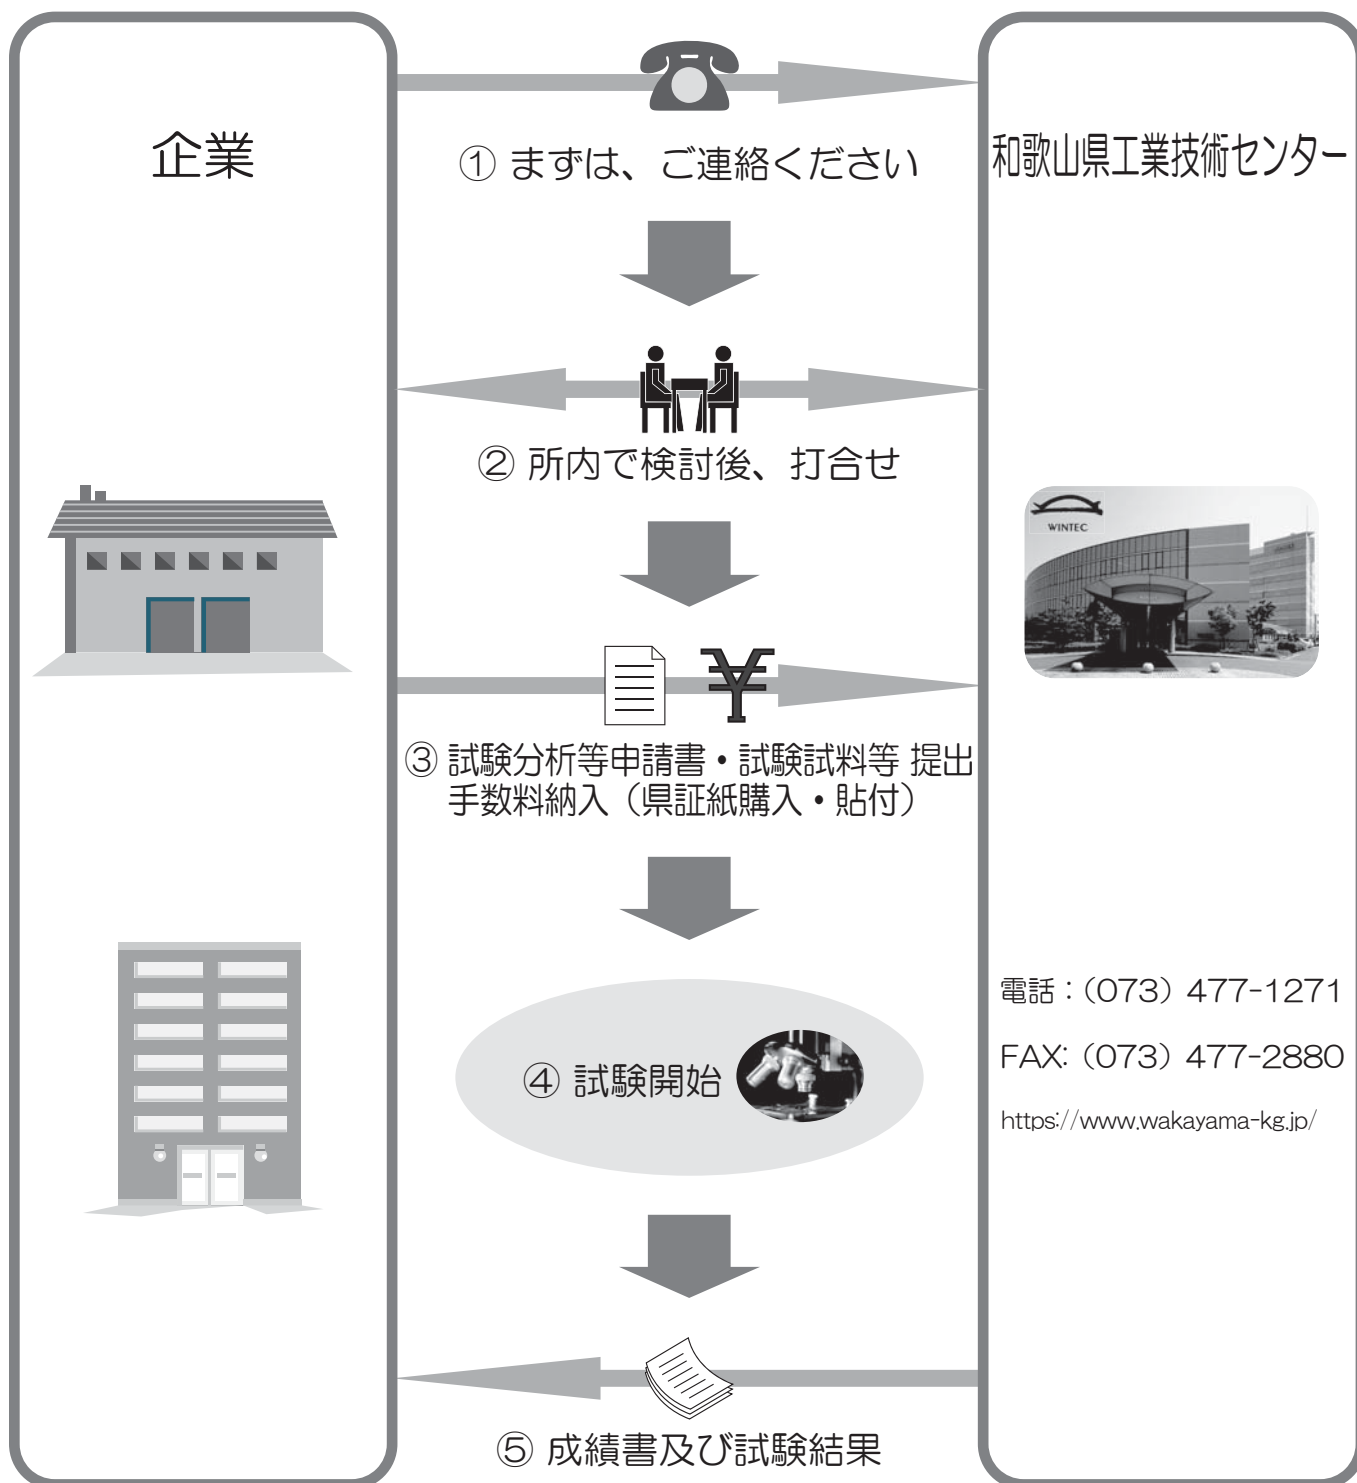 企業
① まずは、ご連絡ください
和歌山県工業技術センター
② 所内で検討後、打合せ
WINTEC
③ 試験分析等申請書・試験試料等 提出
手数料納入（県証紙購入・貼付）
④ 試験開始
電話：（073）477-1271
FAX:（073）477-2880
https://www.wakayama-kg.jp/
⑤ 成績書及び試験結果